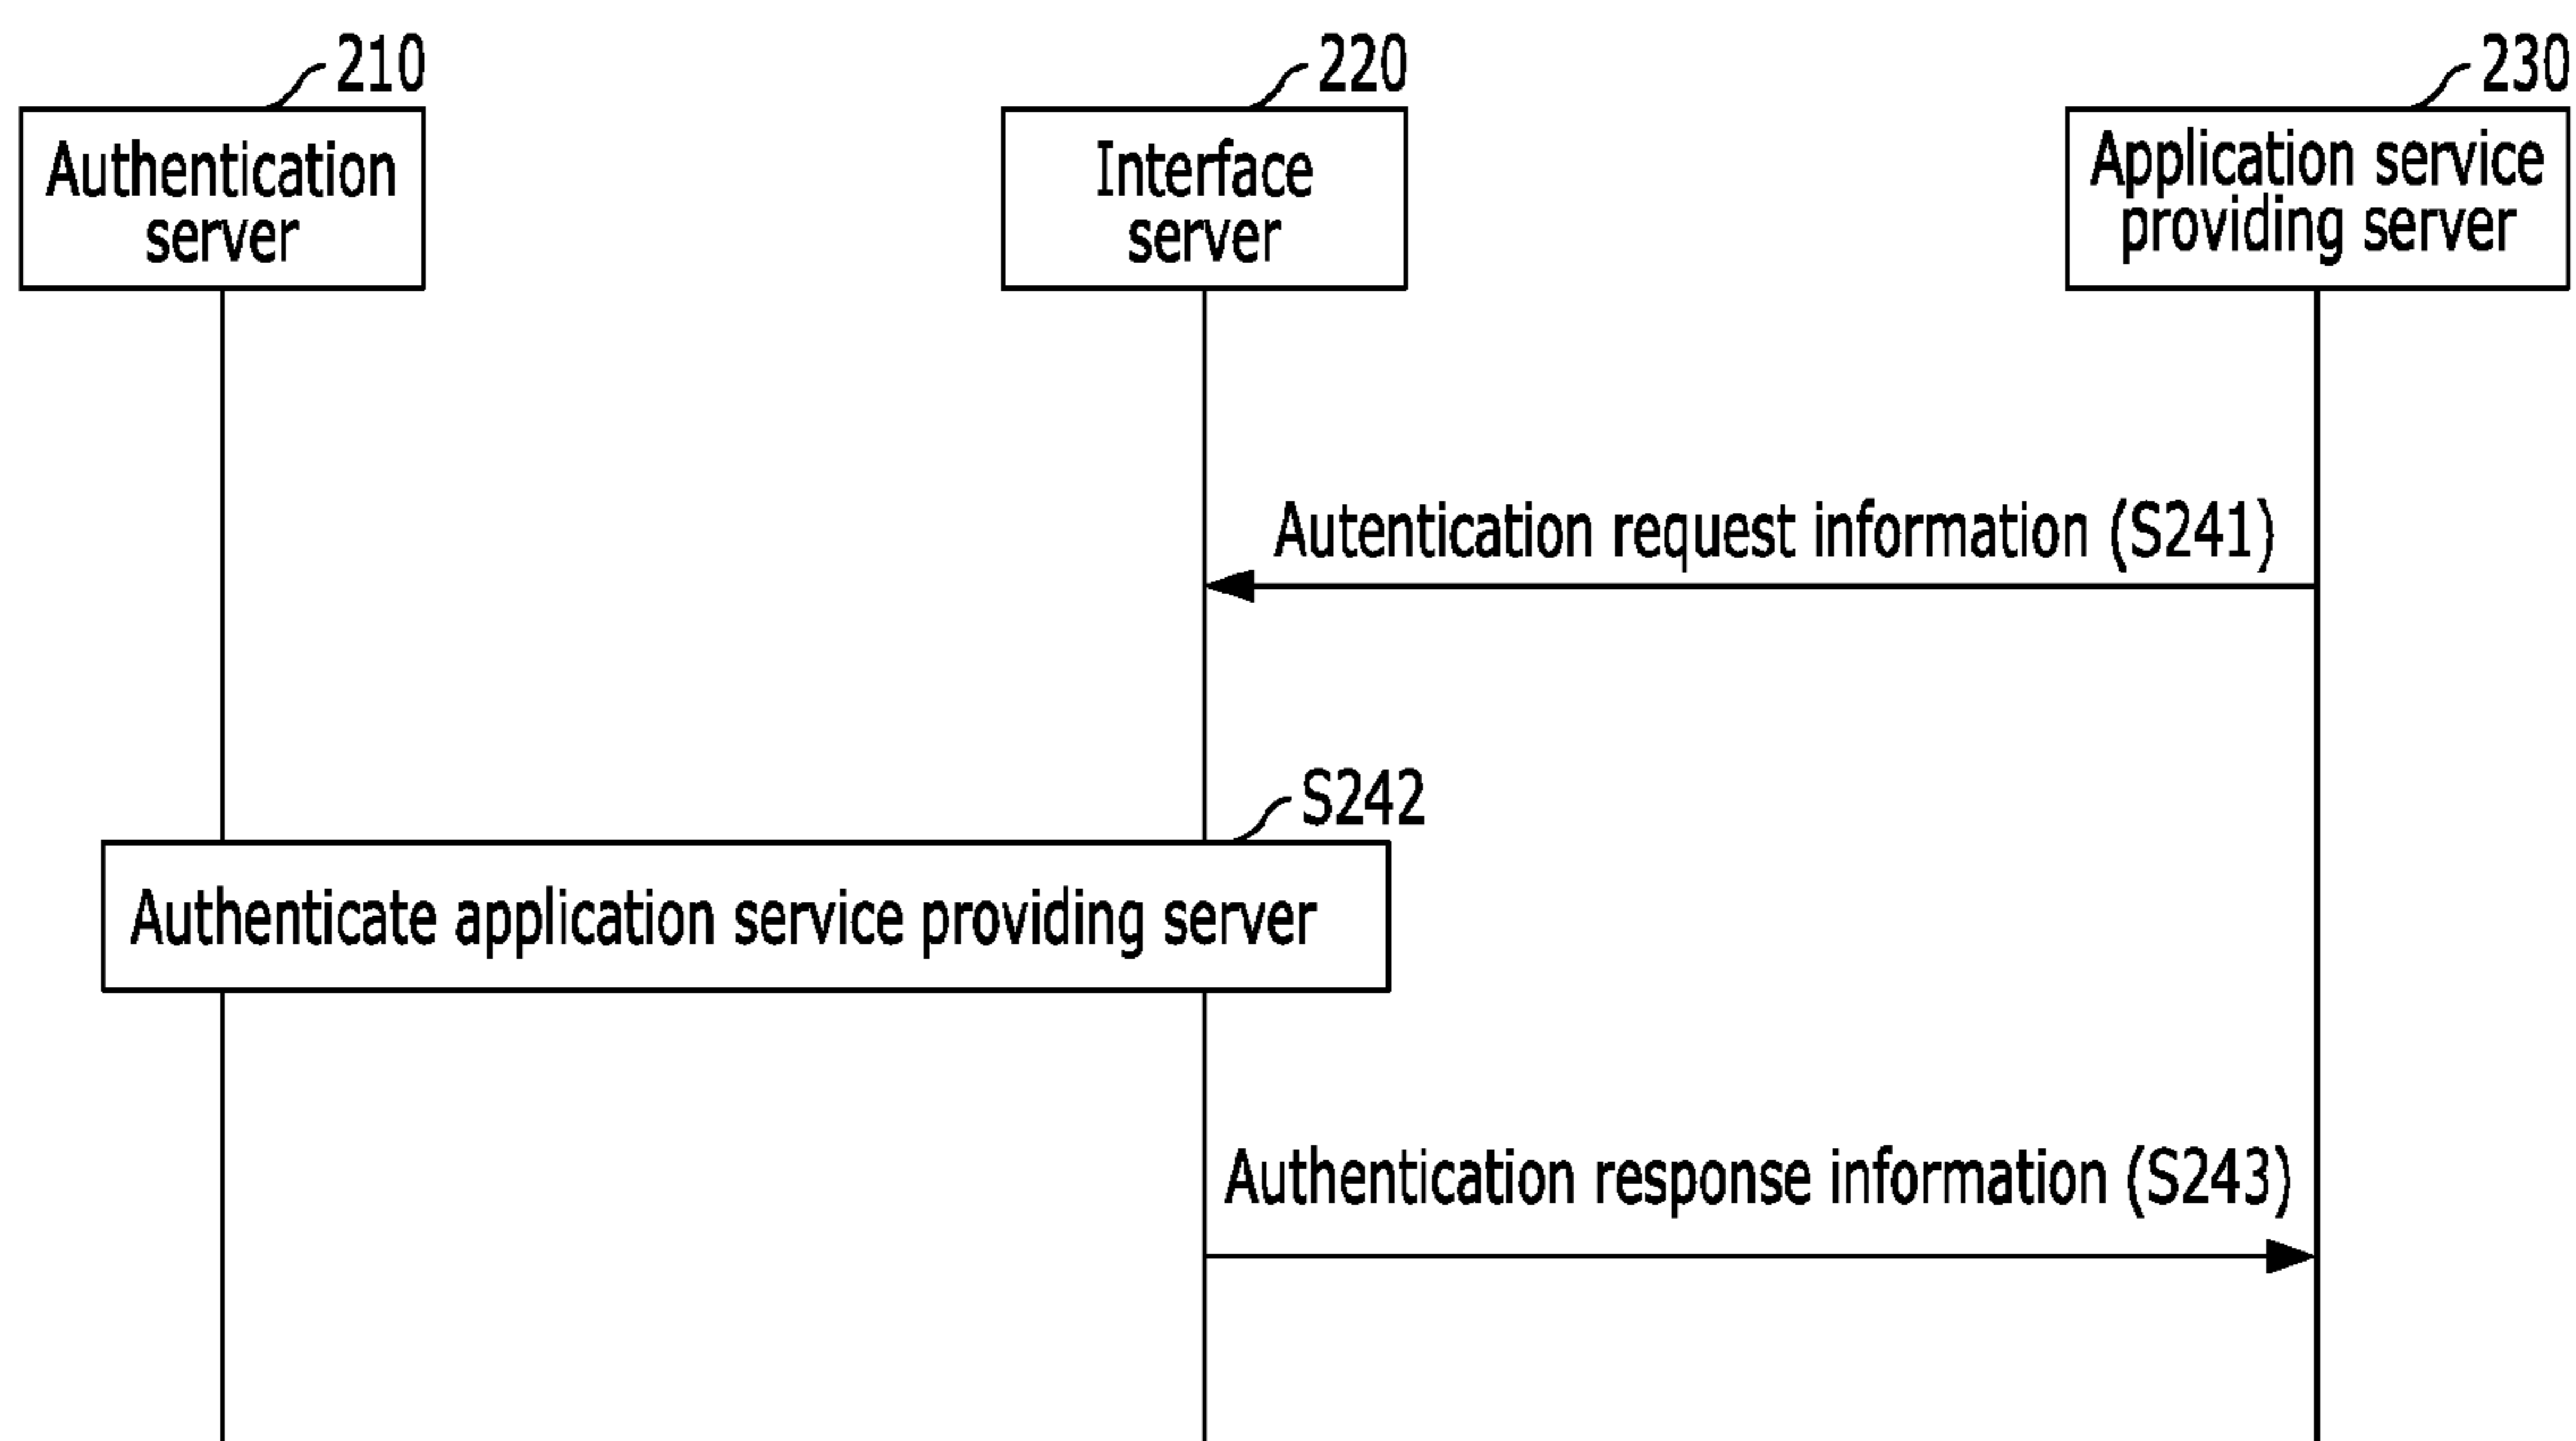 210
220
230
Authentication
server
Interface
server
Application service
providing server
Autentication request information (S241)
S242
Authenticate application service providing server
Authentication response information (S243)